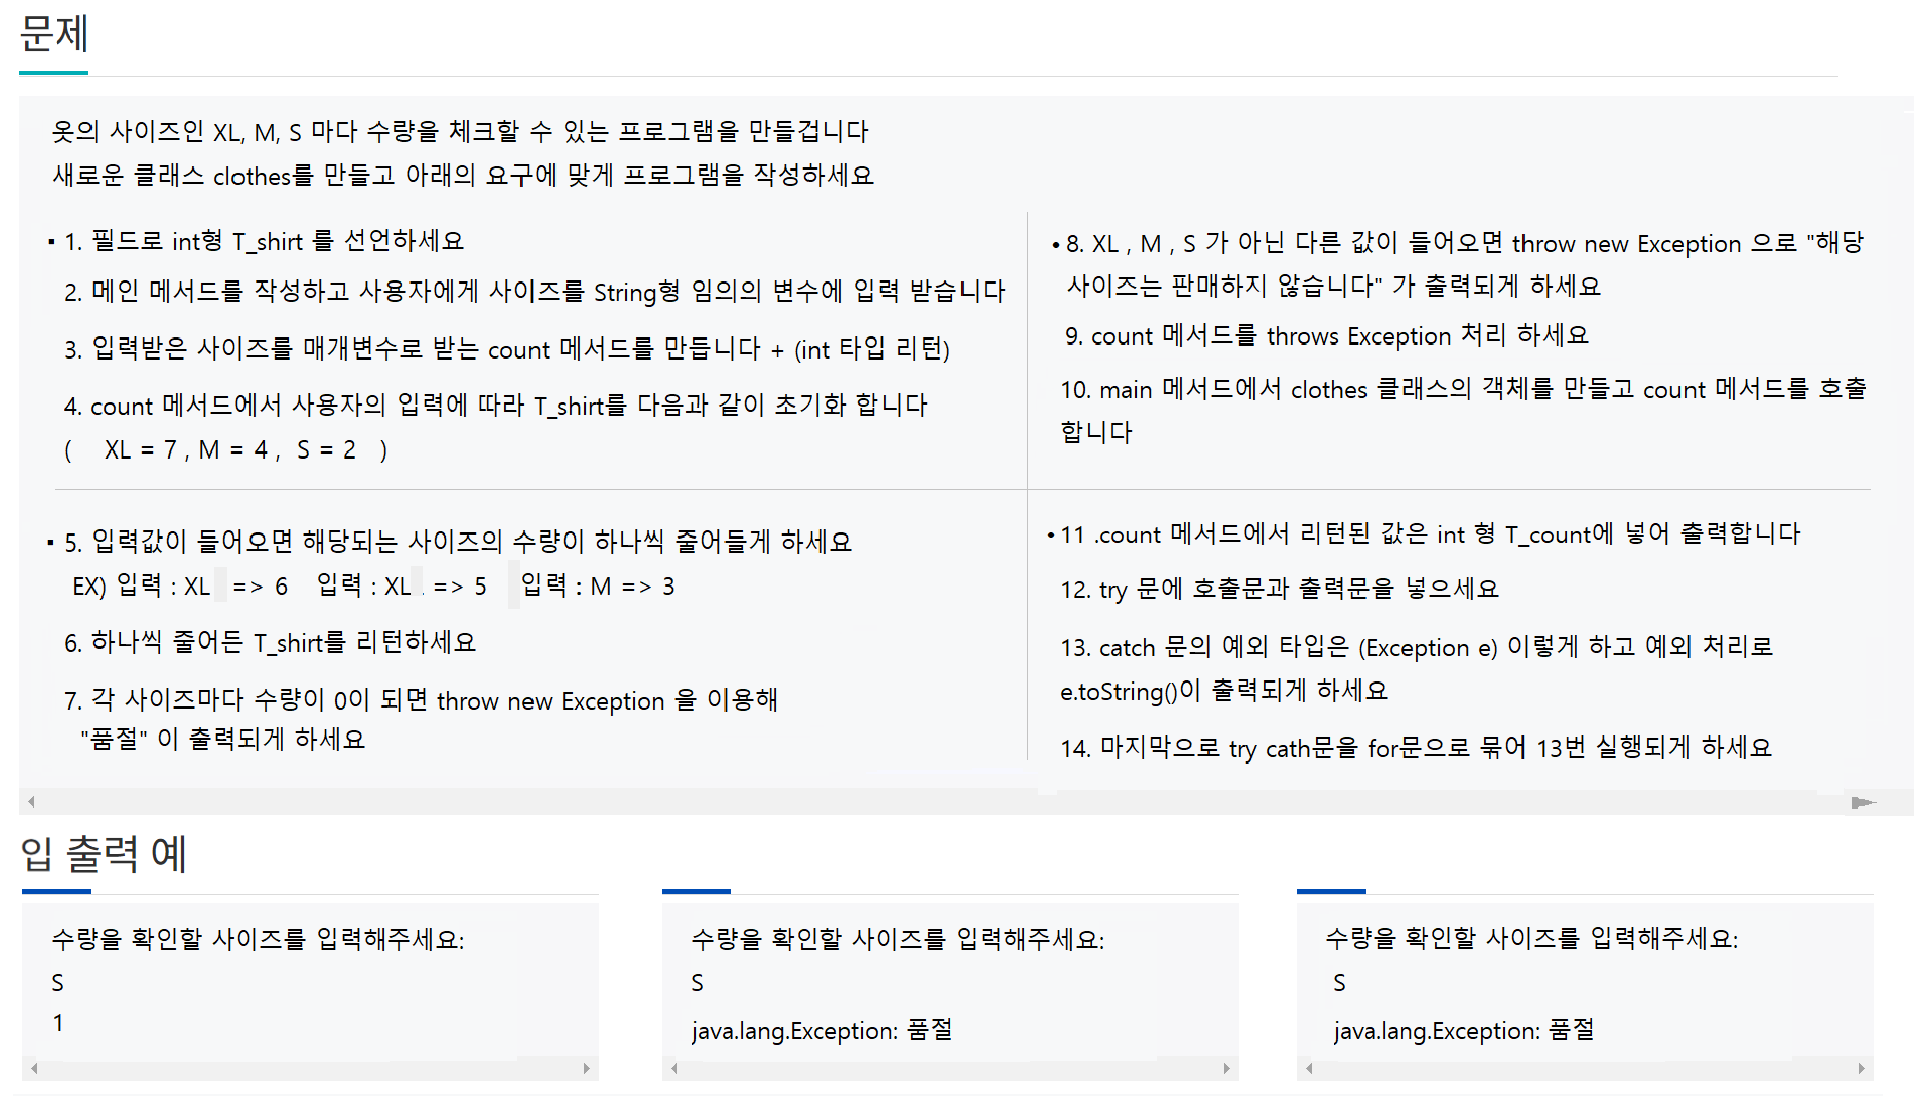 문제
옷의 사이즈인 XL, M, S 마다 수량을 체크할 수 있는 프로그램을 만들겁니다
새로운 클래스 clothes를 만들고 아래의 요구에 맞게 프로그램을 작성하세요
▪ 1. 필드로 int형 T_shirt 를 선언하세요
2. 메인 메서드를 작성하고 사용자에게 사이즈를 String형 임의의 변수에 입력 받습니다
3. 입력받은 사이즈를 매개변수로 받는 count 메서드를 만듭니다 + (int 타입 리턴)
4. count 메서드에서 사용자의 입력에 따라 T_shirt를 다음과 같이 초기화 합니다
( XL = 7 , M = 4 , S = 2 )
• 8. XL , M , S 가 아닌 다른 값이 들어오면 throw new Exception 으로 "해당
사이즈는 판매하지 않습니다" 가 출력되게 하세요
9. count 메서드를 throws Exception 처리 하세요
10. main 메서드에서 clothes 클래스의 객체를 만들고 count 메서드를 호출
합니다
▪ 5. 입력값이 들어오면 해당되는 사이즈의 수량이 하나씩 줄어들게 하세요
EX) 입력 : XL => 6 입력 : XL => 5 입력 : M => 3
6. 하나씩 줄어든 T_shirt를 리턴하세요
7. 각 사이즈마다 수량이 0이 되면 throw new Exception 을 이용해
"품절" 이 출력되게 하세요
• 11 .count 메서드에서 리턴된 값은 int 형 T_count에 넣어 출력합니다
12. try 문에 호출문과 출력문을 넣으세요
13. catch 문의 예외 타입은 (Exception e) 이렇게 하고 예외 처리로
e.toString()이 출력되게 하세요
14. 마지막으로 try cath문을 for문으로 묶어 13번 실행되게 하세요
입 출력 예
수량을 확인할 사이즈를 입력해주세요:
S
1
수량을 확인할 사이즈를 입력해주세요:
S
java.lang.Exception: 품절
수량을 확인할 사이즈를 입력해주세요:
S
java.lang.Exception: 품절